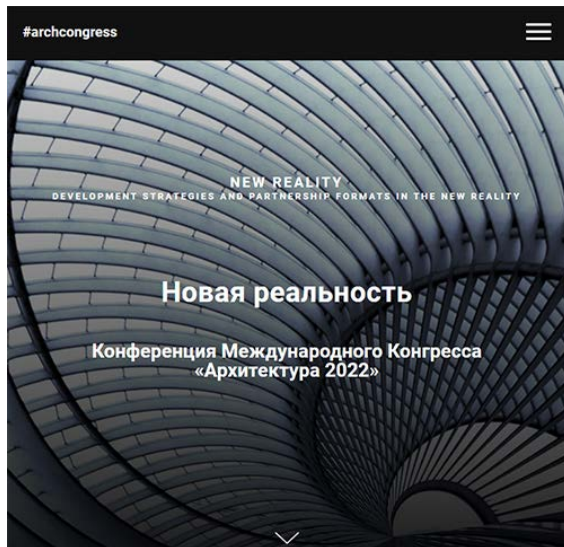 #archcongress
NEW REALITY
DEVELOPMENT STRATEGIES AND PARTNERSHIP FORMATS IN THE NEW REALITY
Новая реальность
Конференция Международного Конгресса
«Архитектура 2022»